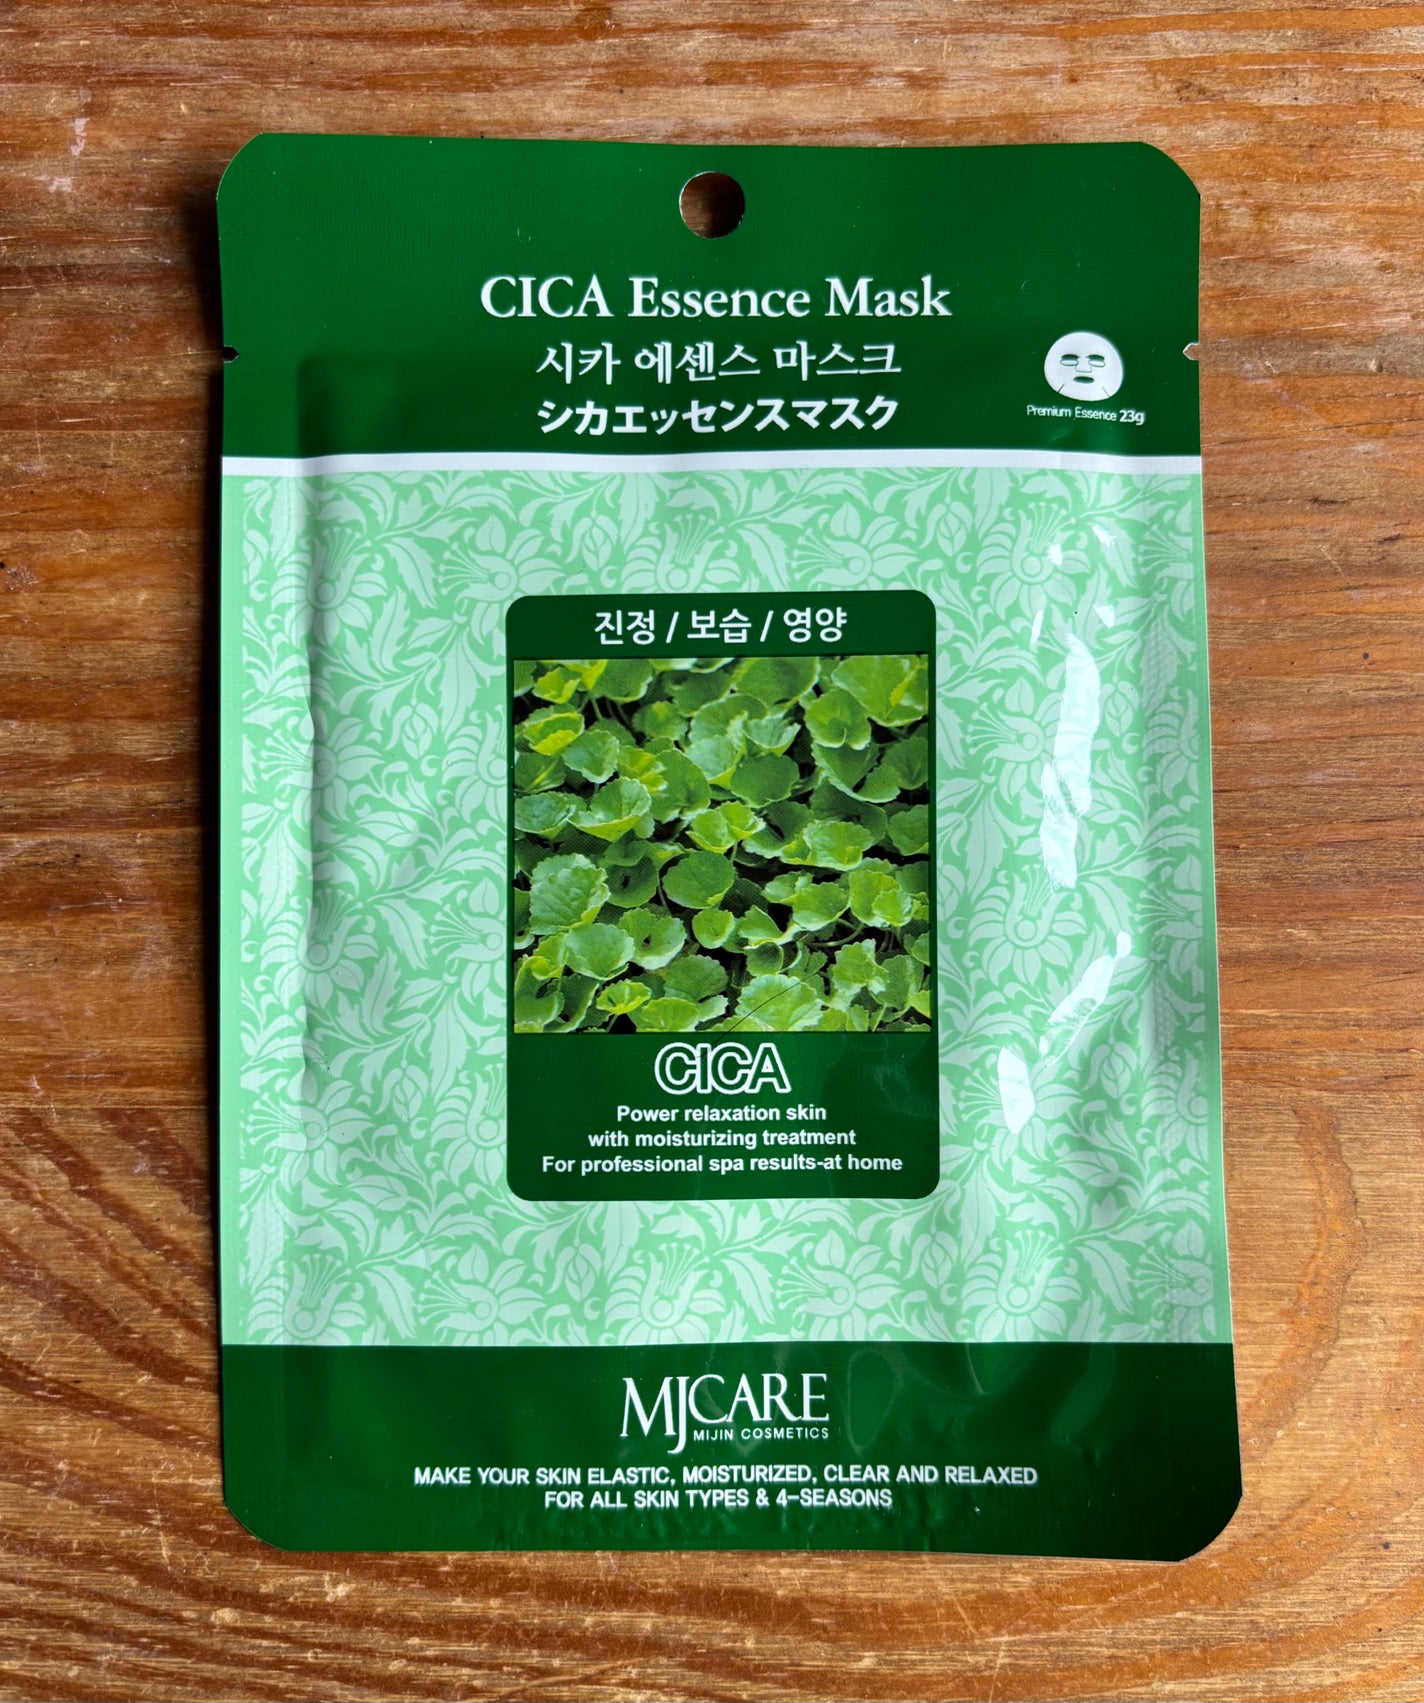 CICA Essence Mask
시카 에센스 마스크
シカエッセンスマスク
Premium Essence 23g
진정 / 보습 / 영양
CICA
Power relaxation skin
with moisturizing treatment
For professional spa results-at home
MJCARE
MIJIN COSMETICS
MAKE YOUR SKIN ELASTIC, MOISTURIZED, CLEAR AND RELAXED
FOR ALL SKIN TYPES & 4-SEASONS